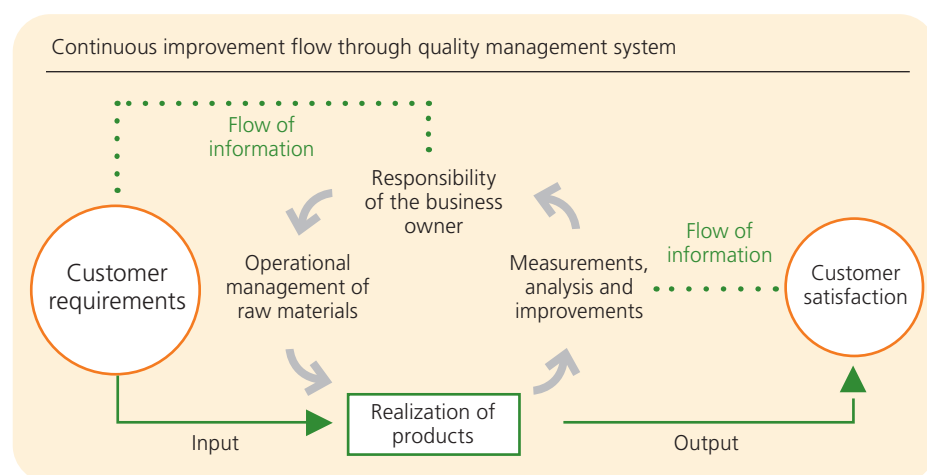 Continuous improvement flow through quality management system
Flow of
information
Responsibility
of the business
owner
Customer
requirements
Operational
management of
raw materials
Measurements,
analysis and
improvements
Flow of
information
Customer
satisfaction
Realization of
products
Input
Output